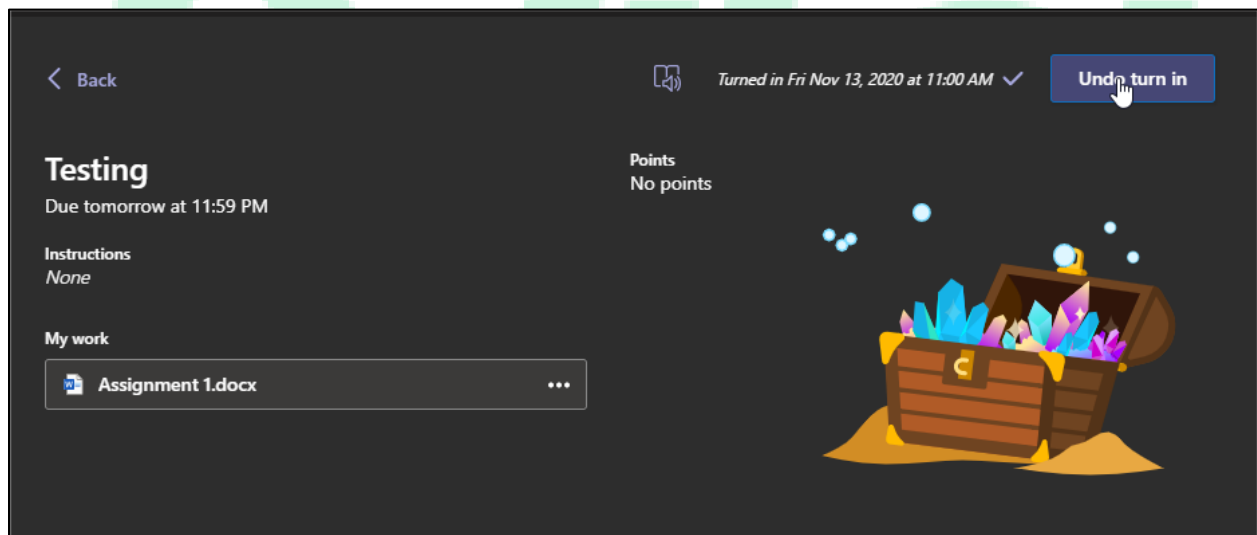 Back
Turned in Fri Nov 13, 2020 at 11:00 AM
Undo turn in
Testing
Due tomorrow at 11:59 PM
Points
No points
Instructions
None
My work
Assignment 1.docx